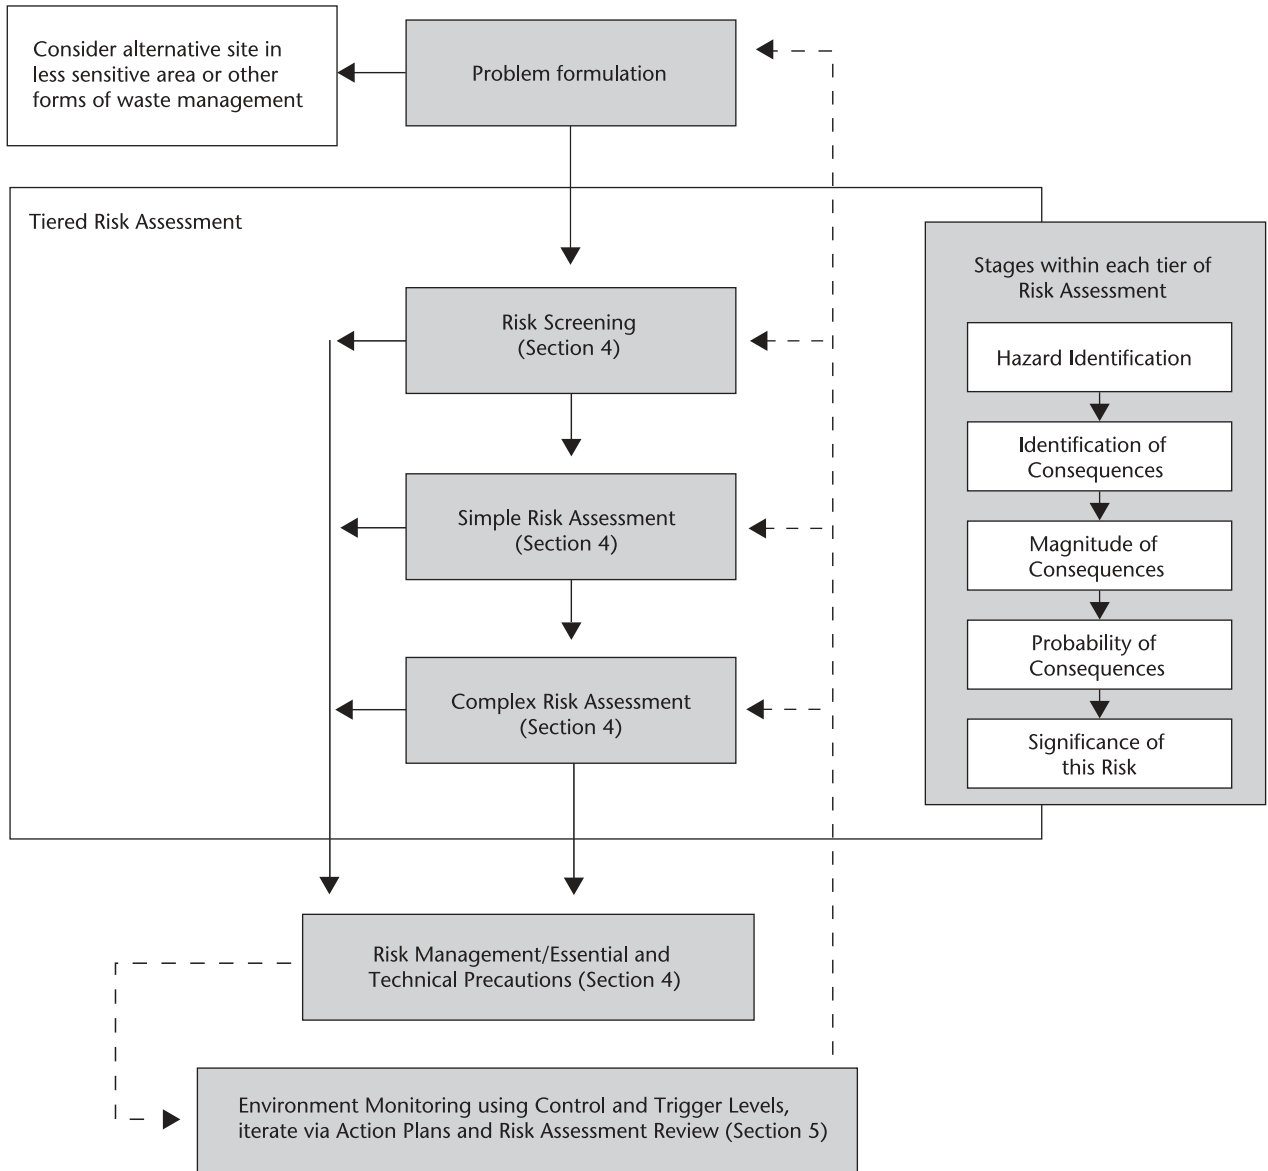 Consider alternative site in
less sensitive area or other
forms of waste management
Problem formulation
Tiered Risk Assessment
Risk Screening
(Section 4)
Simple Risk Assessment
(Section 4)
Complex Risk Assessment
(Section 4)
Stages within each tier of
Risk Assessment
Hazard Identification
Identification of
Consequences
Magnitude of
Consequences
Probability of
Consequences
Significance of
this Risk
Risk Management/Essential and
Technical Precautions (Section 4)
Environment Monitoring using Control and Trigger Levels,
iterate via Action Plans and Risk Assessment Review (Section 5)